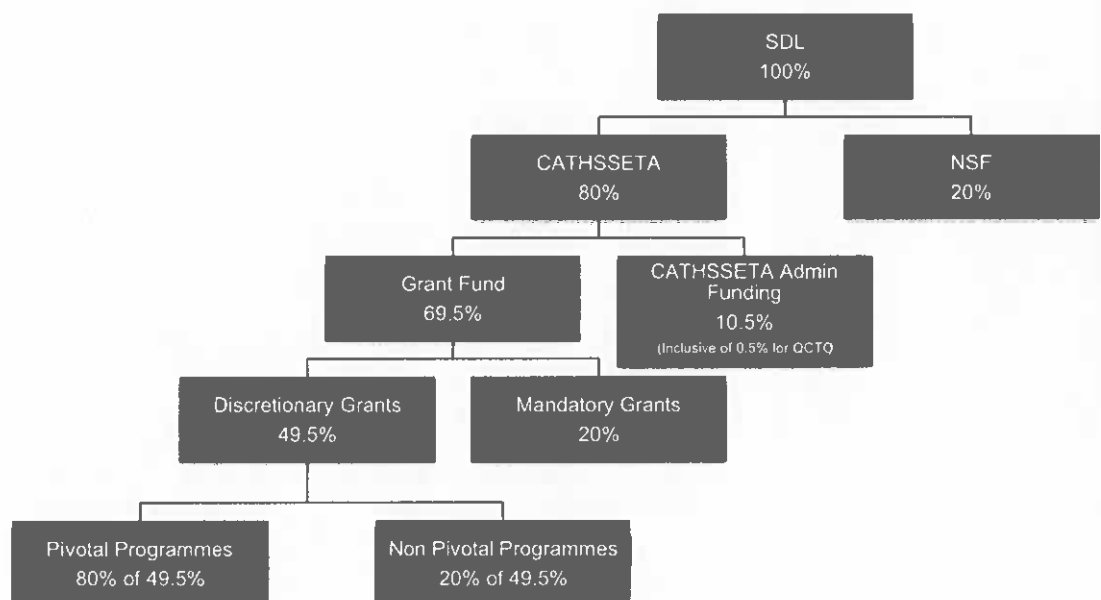 SDL
100%
CATHSSETA
80%
NSF
20%
Grant Fund
69.5%
CATHSSETA Admin
Funding
10.5%
(Inclusive of 0.5% for QCTO)
Discretionary Grants
49.5%
Mandatory Grants
20%
Pivotal Programmes
80% of 49.5%
Non Pivotal Programmes
20% of 49.5%